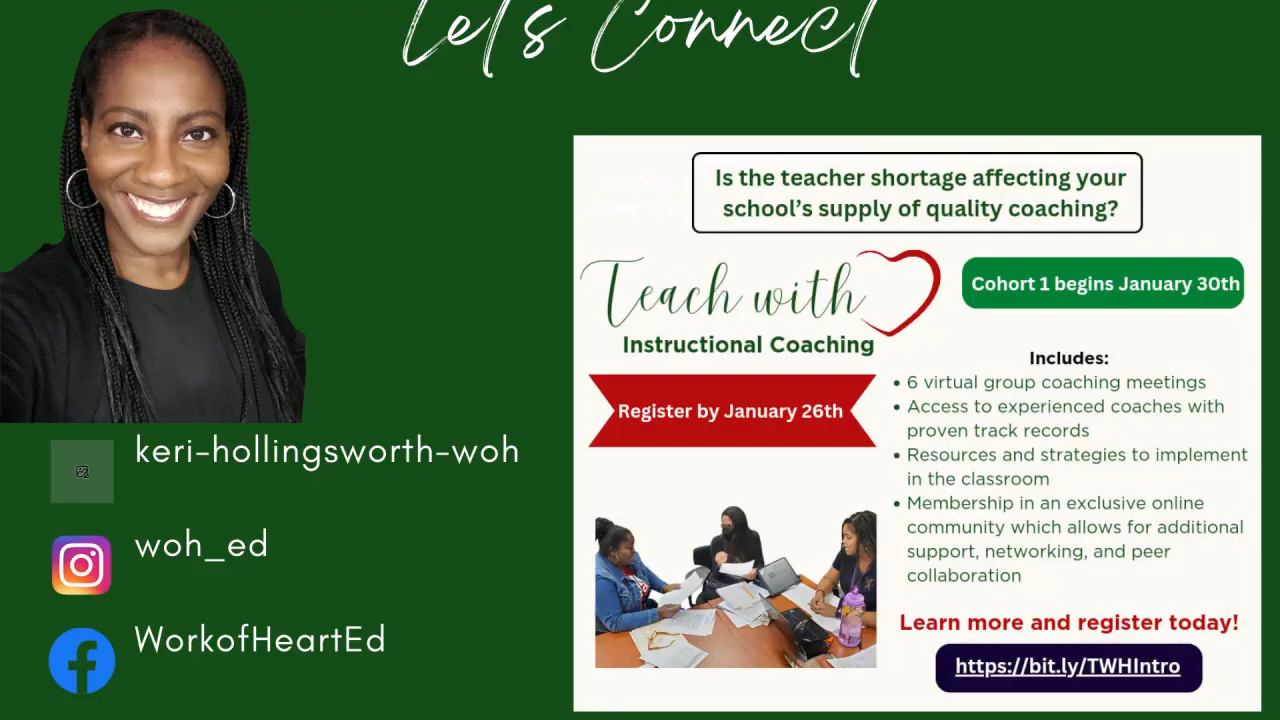 Let's Connect
keri-hollingsworth-woh
woh_ed
WorkofHeartEd
Is the teacher shortage affecting your
school's supply of quality coaching?
Teach with
Instructional Coaching
Cohort 1 begins January 30th
Register by January 26th
Includes:
• 6 virtual group coaching meetings
• Access to experienced coaches with
proven track records
• Resources and strategies to implement
in the classroom
• Membership in an exclusive online
community which allows for additional
support, networking, and peer
collaboration
Learn more and register today!
https://bit.ly/TWHIntro